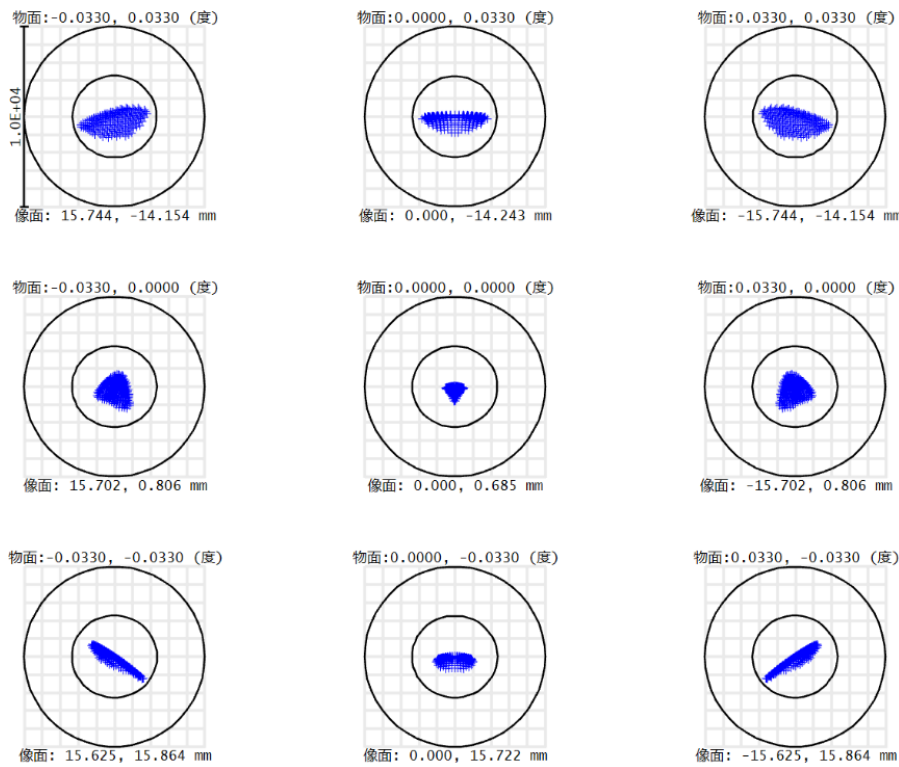 物面:-0.0330, 0.0330 (度)
物面:0.0000, 0.0330 (度)
物面:0.0330, 0.0330 (度)
1.0E+04
像面: 15.744, -14.154 mm
像面: 0.000, -14.243 mm
像面: -15.744, -14.154 mm
物面:-0.0330, 0.0000 (度)
物面:0.0000, 0.0000 (度)
物面:0.0330, 0.0000 (度)
像面: 15.702, 0.806 mm
像面: 0.000, 0.685 mm
像面: -15.702, 0.806 mm
物面:-0.0330, -0.0330 (度)
物面:0.0000, -0.0330 (度)
物面:0.0330, -0.0330 (度)
像面: 15.625, 15.864 mm
像面: 0.000, 15.722 mm
像面: -15.625, 15.864 mm